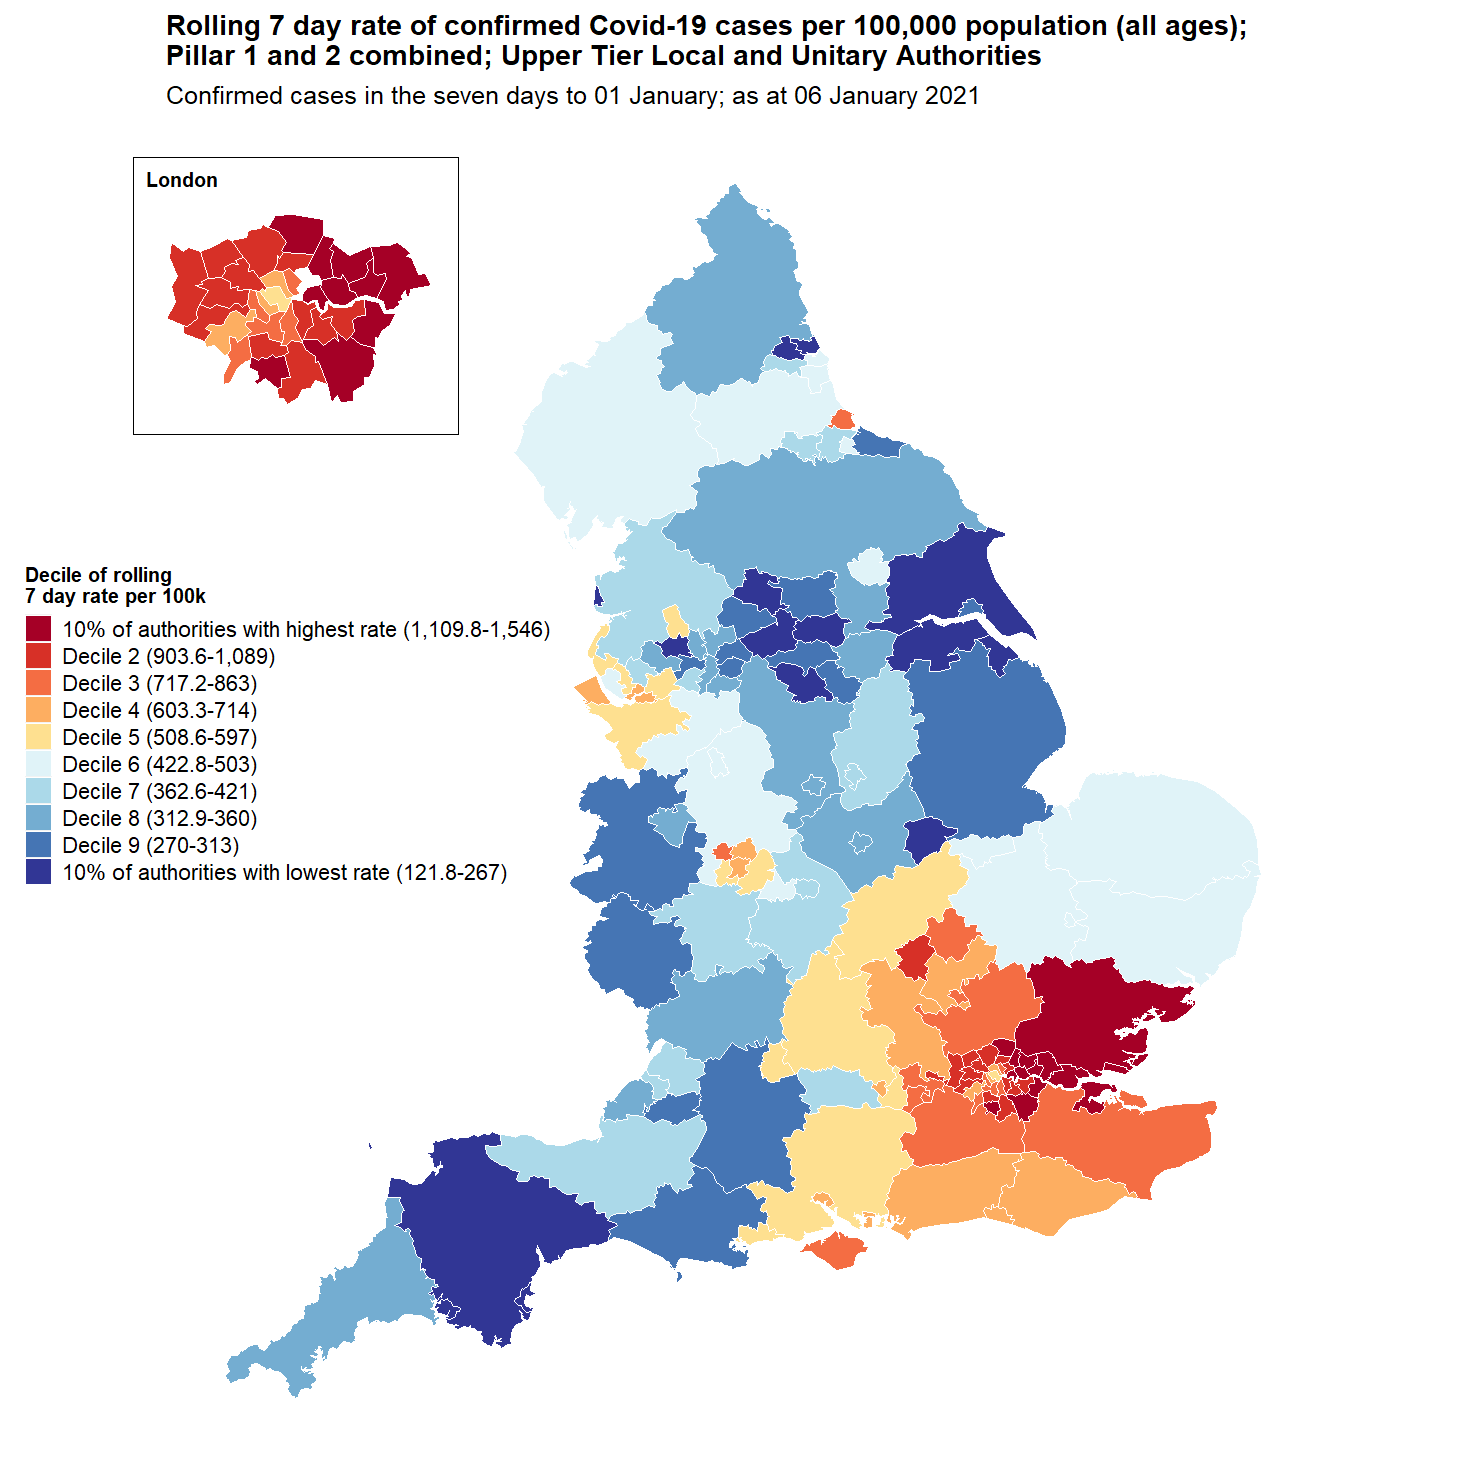 Rolling 7 day rate of confirmed Covid-19 cases per 100,000 population (all ages);
Pillar 1 and 2 combined; Upper Tier Local and Unitary Authorities
Confirmed cases in the seven days to 01 January; as at 06 January 2021
London
Decile of rolling
7 day rate per 100k
10% of authorities with highest rate (1,109.8-1,546)
Decile 2 (903.6-1,089)
Decile 3 (717.2-863)
Decile 4 (603.3-714)
Decile 5 (508.6-597)
Decile 6 (422.8-503)
Decile 7 (362.6-421)
Decile 8 (312.9-360)
Decile 9 (270-313)
10% of authorities with lowest rate (121.8-267)